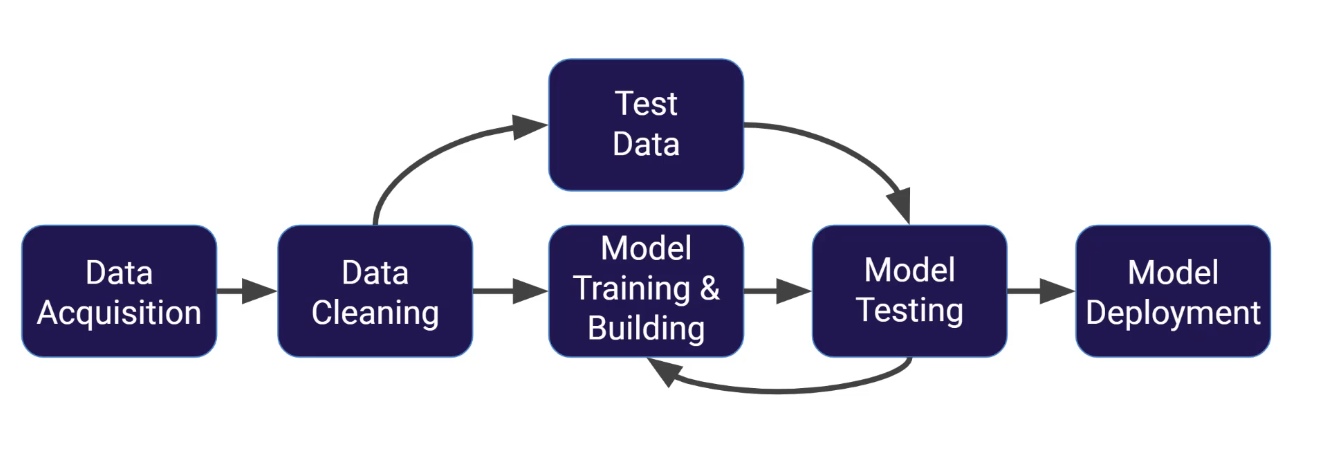 Test
Data
Data
Acquisition
Data
Cleaning
Model
Training &
Building
Model
Testing
Model
Deployment